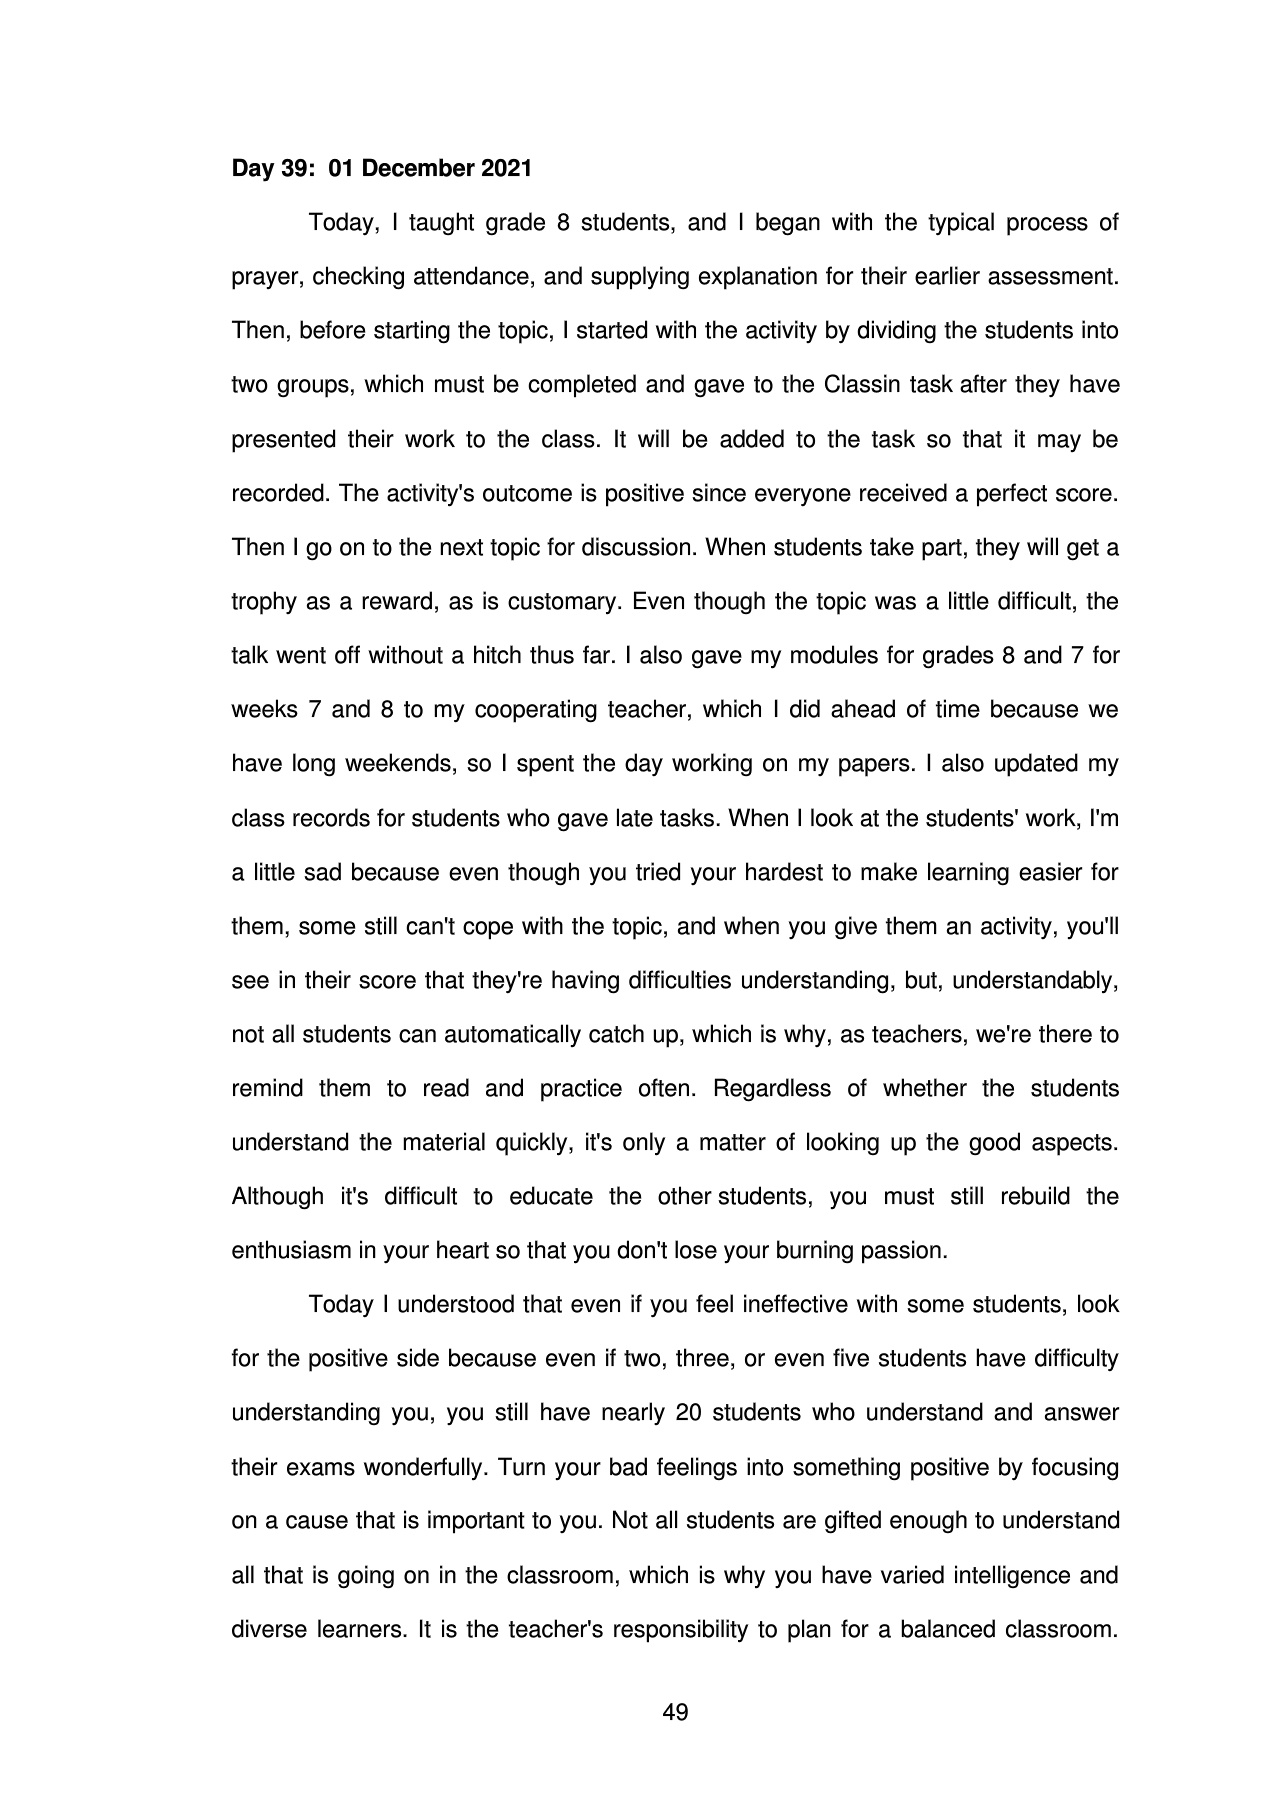 Day 39:  01 December 2021
Today, I taught grade 8 students, and I began with the typical process of
prayer, checking attendance, and supplying explanation for their earlier assessment.
Then, before starting the topic, I started with the activity by dividing the students into
two groups, which must be completed and gave to the Classin task after they have
presented their work to the class. It will be added to the task so that it may be
recorded. The activity's outcome is positive since everyone received a perfect score.
Then I go on to the next topic for discussion. When students take part, they will get a
trophy as a reward, as is customary. Even though the topic was a little difficult, the
talk went off without a hitch thus far. I also gave my modules for grades 8 and 7 for
weeks 7 and 8 to my cooperating teacher, which I did ahead of time because we
have long weekends, so I spent the day working on my papers. I also updated my
class records for students who gave late tasks. When I look at the students' work, I'm
a little sad because even though you tried your hardest to make learning easier for
them, some still can't cope with the topic, and when you give them an activity, you'll
see in their score that they're having difficulties understanding, but, understandably,
not all students can automatically catch up, which is why, as teachers, we're there to
remind them to read and practice often. Regardless of whether the students
understand the material quickly, it's only a matter of looking up the good aspects.
Although it's difficult to educate the other students, you must still rebuild the
enthusiasm in your heart so that you don't lose your burning passion.
Today I understood that even if you feel ineffective with some students, look
for the positive side because even if two, three, or even five students have difficulty
understanding you, you still have nearly 20 students who understand and answer
their exams wonderfully. Turn your bad feelings into something positive by focusing
on a cause that is important to you. Not all students are gifted enough to understand
all that is going on in the classroom, which is why you have varied intelligence and
diverse learners. It is the teacher's responsibility to plan for a balanced classroom.
49